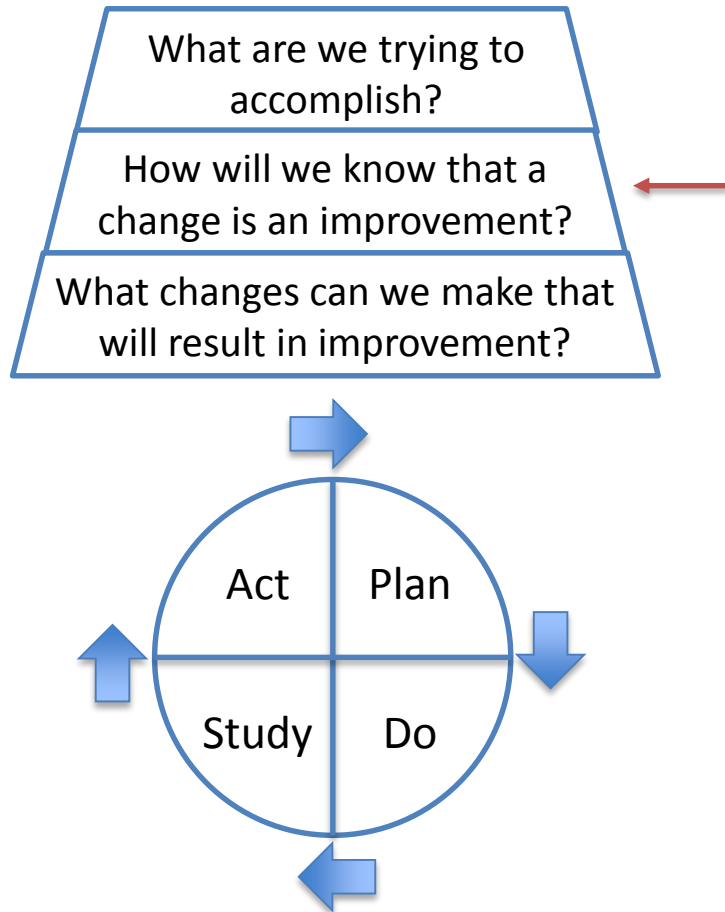 What are we trying to
accomplish?
How will we know that a
change is an improvement?
What changes can we make that
will result in improvement?
Act
Plan
Study
Do